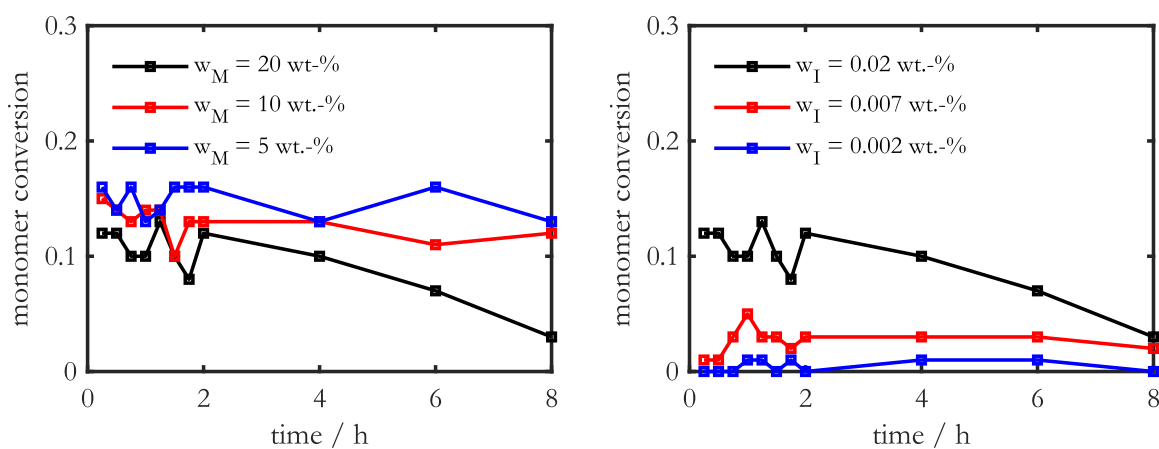 monomer conversion
0.3
0.2
0.1
0
w_M = 20 wt-%
w_M = 10 wt.-%
w_M = 5 wt.-%
0 2 4 6 8
time / h
monomer conversion
0.3
0.2
0.1
0
w_I = 0.02 wt.-%
w_I = 0.007 wt.-%
w_I = 0.002 wt.-%
0 2 4 6 8
time / h